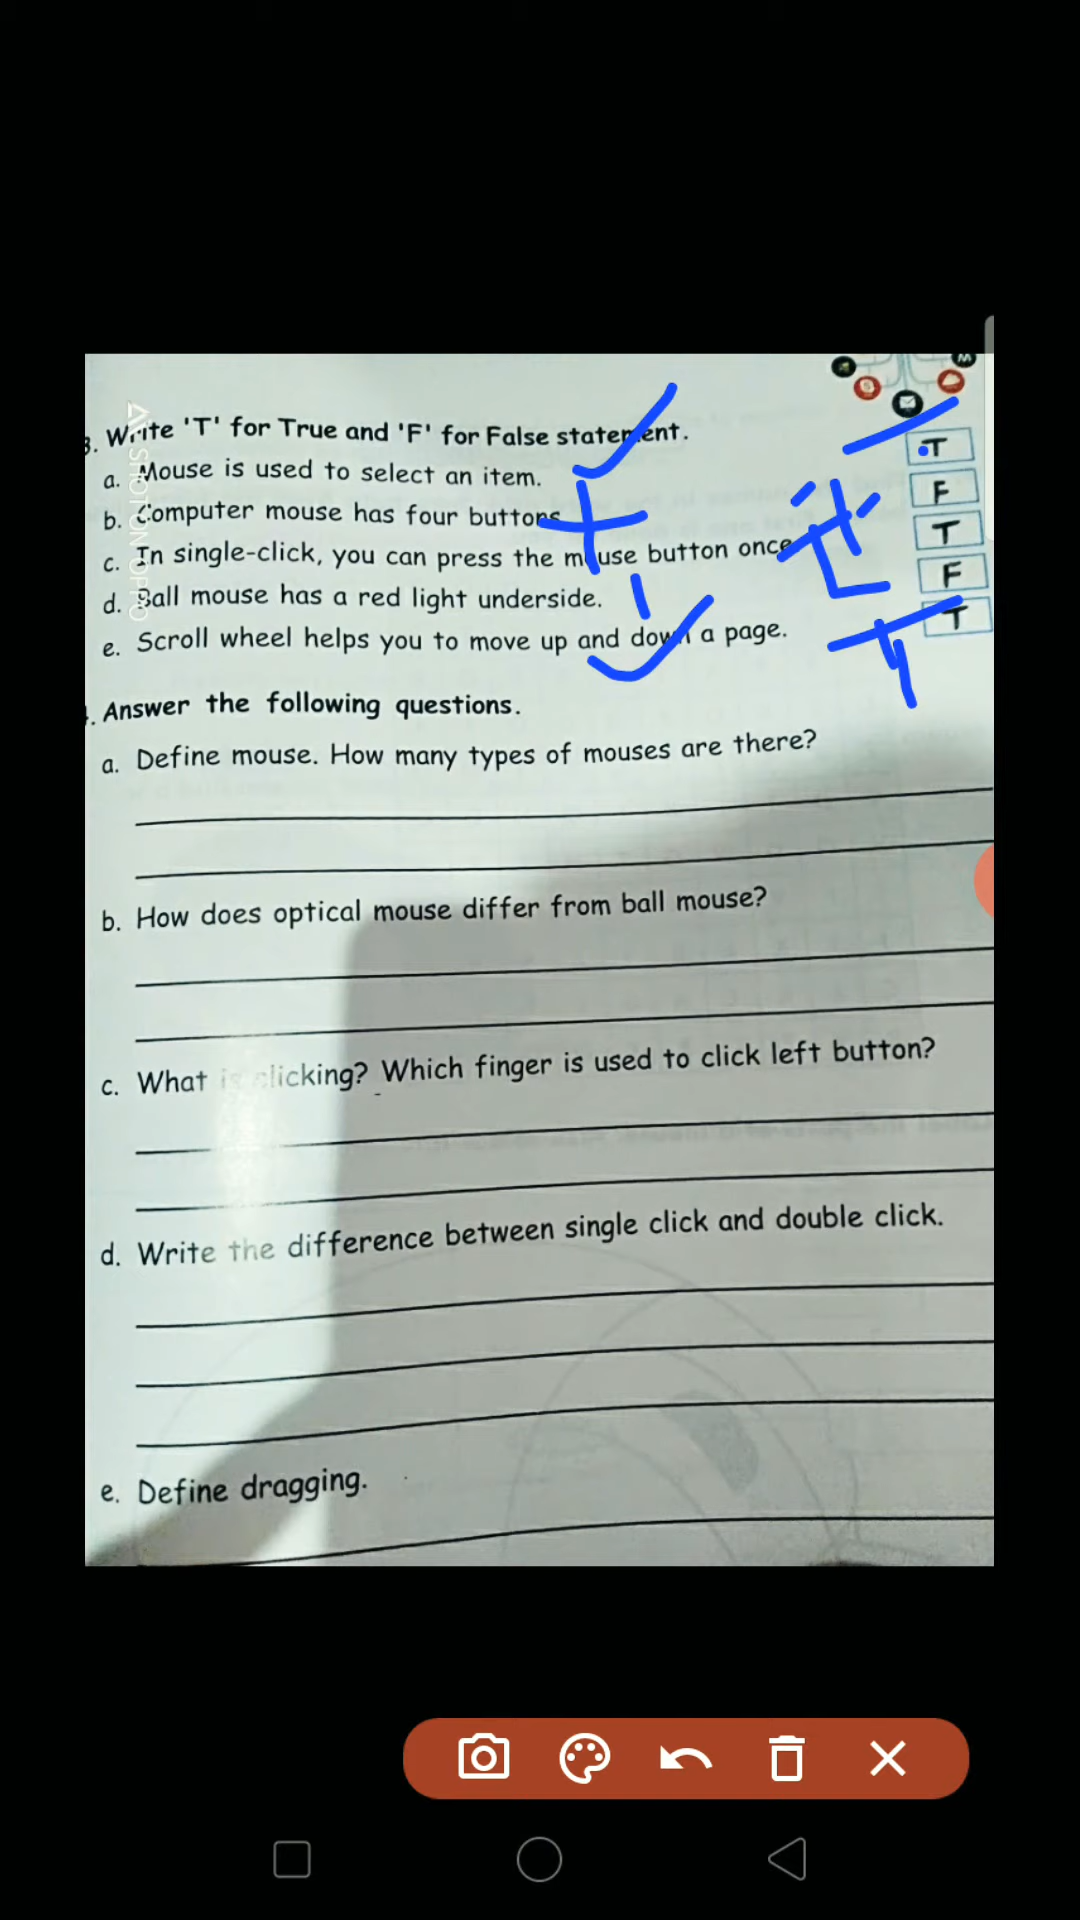 3. Write 'T' for True and 'F' for False statement.
a. Mouse is used to select an item. T
b. Computer mouse has four buttons F
c. In single-click, you can press the mouse button once T
d. Ball mouse has a red light underside. F
e. Scroll wheel helps you to move up and down a page. T
. Answer the following questions.
a. Define mouse. How many types of mouses are there?
b. How does optical mouse differ from ball mouse?
c. What is clicking? Which finger is used to click left button?
d. Write the difference between single click and double click.
e. Define dragging.
SHOT ON OPPO